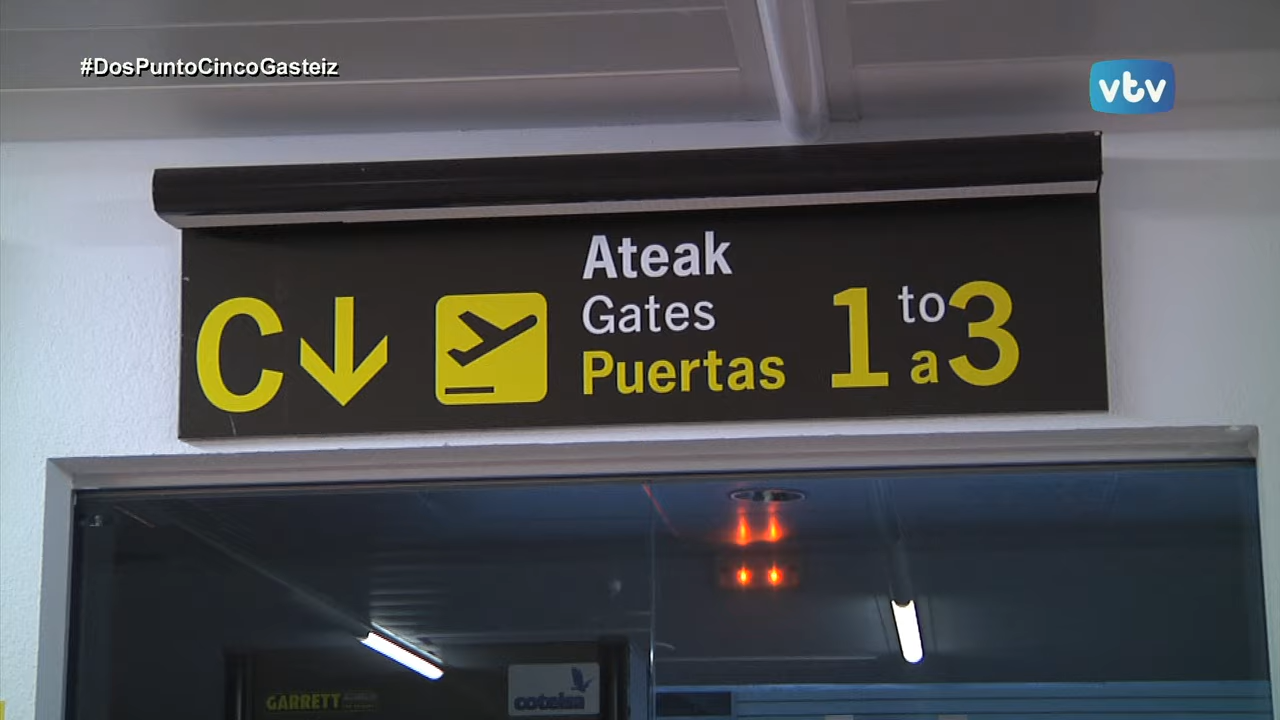 #DosPuntoCincoGasteiz
vtv
Ateak
Gates
Puertas
C
1 to 3
a
GARRETT
cotelsa